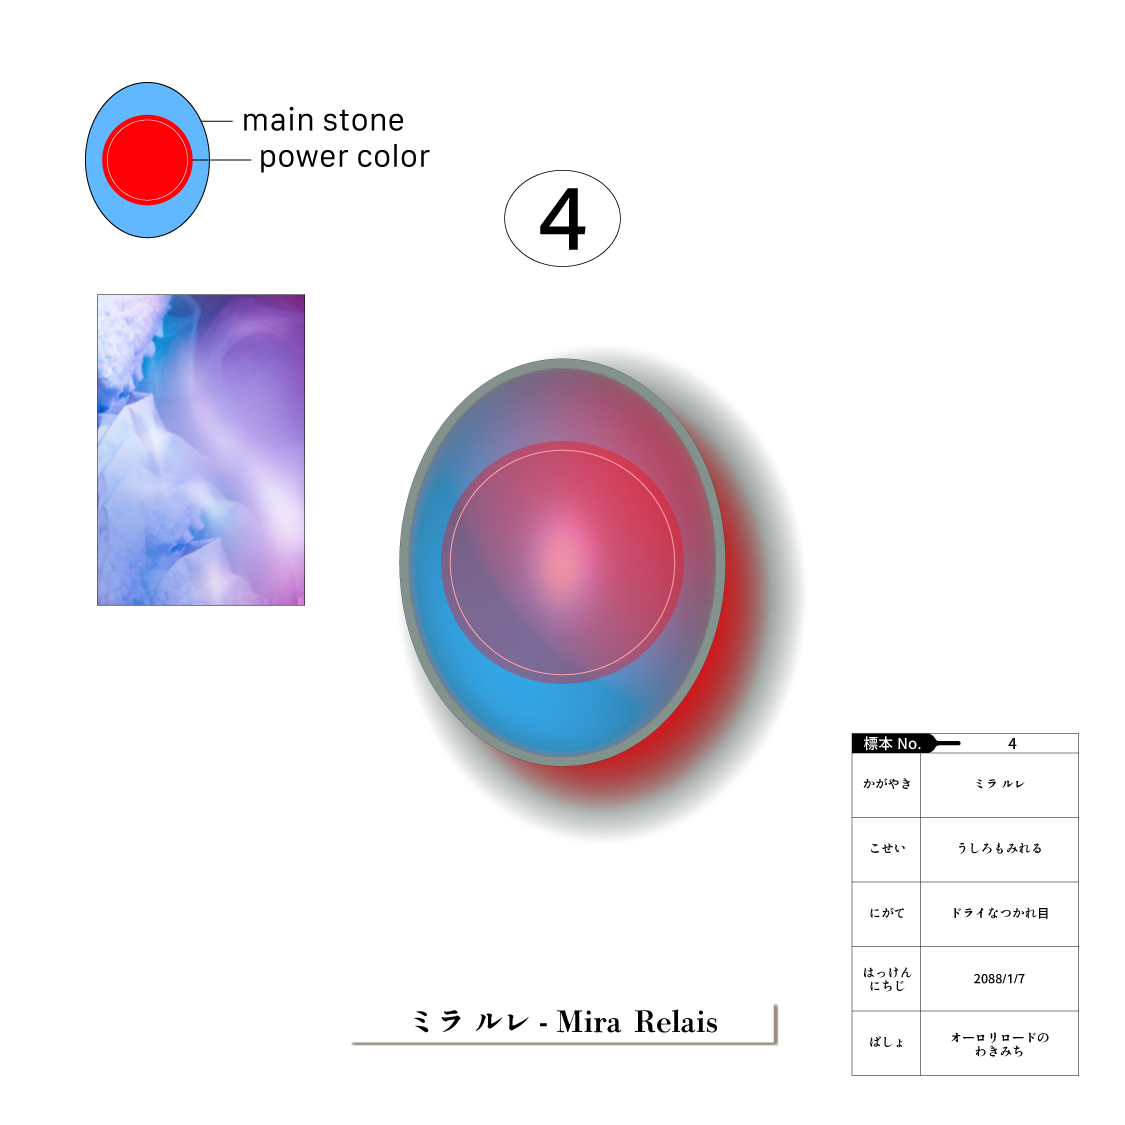 main stone
power color
4
標本 No.
4
かがやき
ミラ ルレ
こせい
うしろもみれる
にがて
ドライなつかれ目
はっけん
にちじ
2088/1/7
ばしょ
オーロリロードの
わきみち
ミラ ルレ - Mira Relais